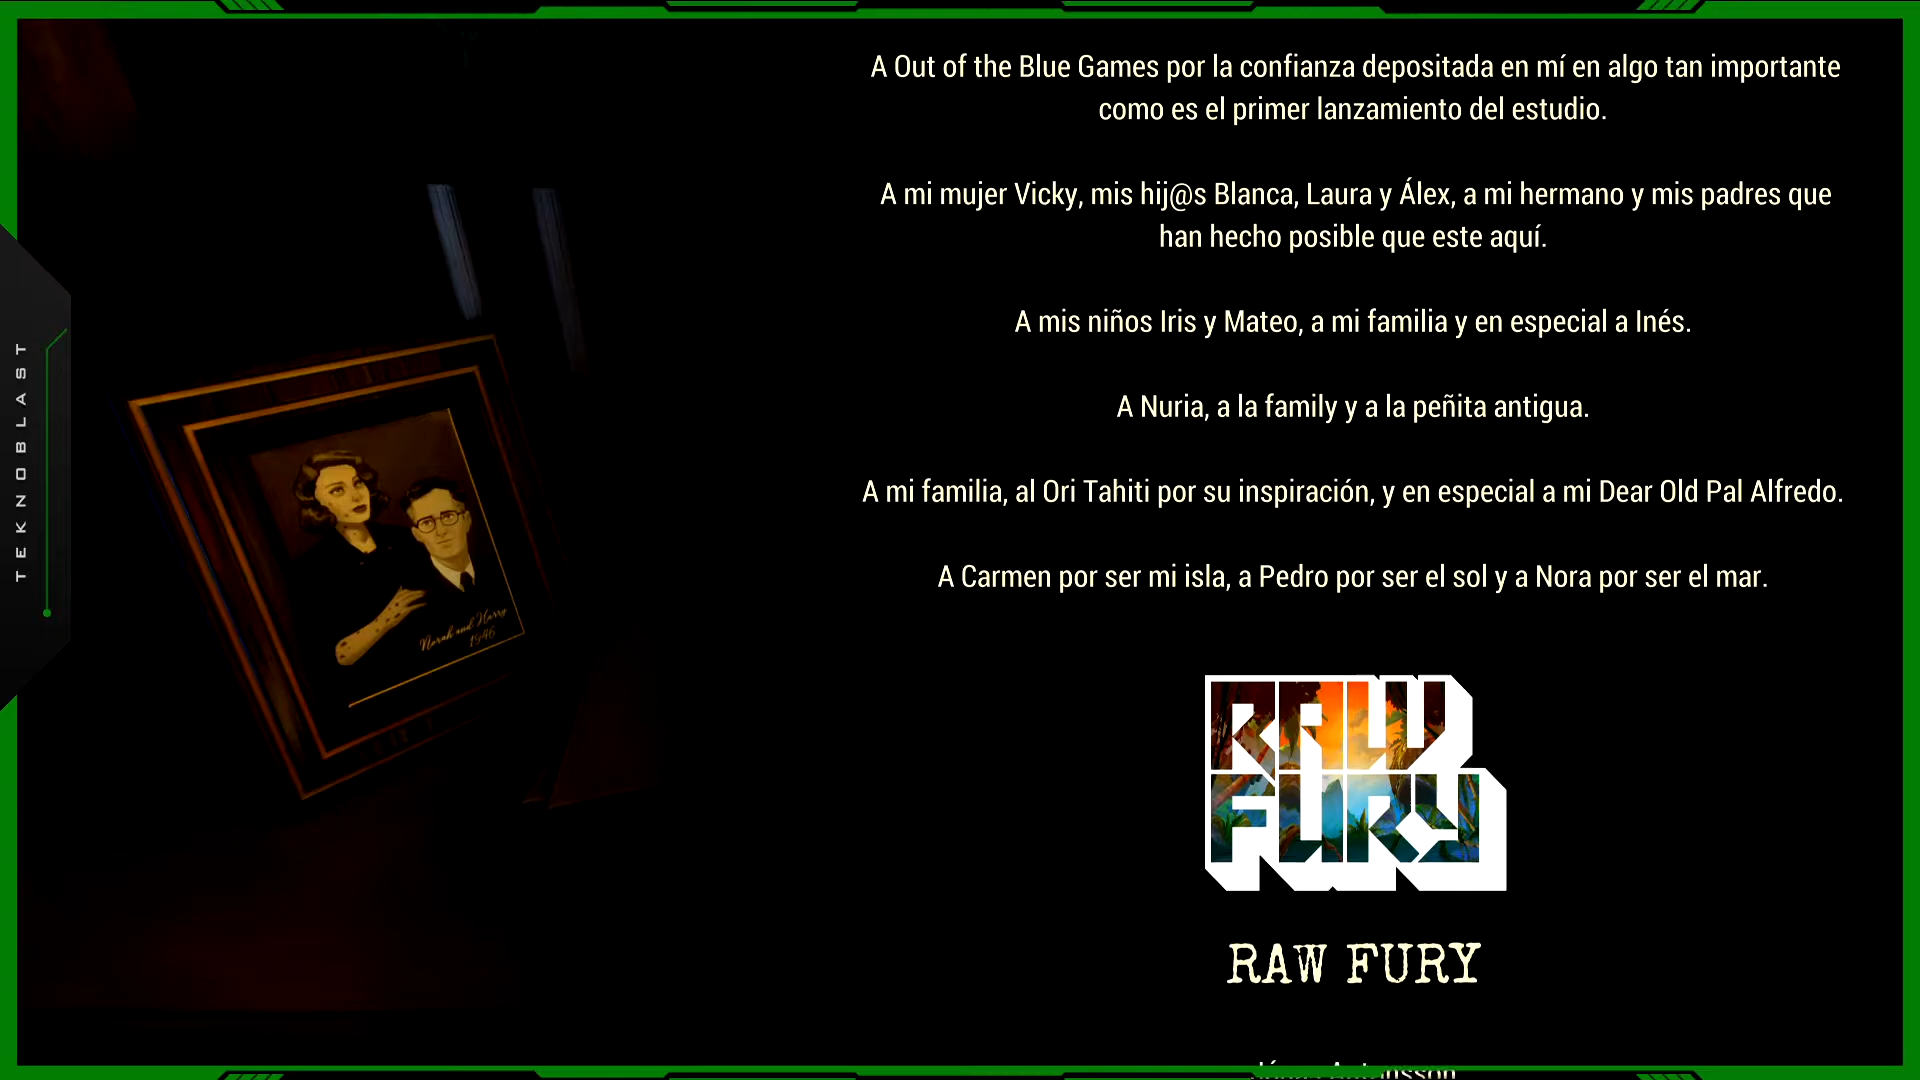 A Out of the Blue Games por la confianza depositada en mí en algo tan importante
como es el primer lanzamiento del estudio.
A mi mujer Vicky, mis hij@s Blanca, Laura y Álex, a mi hermano y mis padres que
han hecho posible que este aquí.
A mis niños Iris y Mateo, a mi familia y en especial a Inés.
A Nuria, a la family y a la peñita antigua.
A mi familia, al Ori Tahiti por su inspiración, y en especial a mi Dear Old Pal Alfredo.
A Carmen por ser mi isla, a Pedro por ser el sol y a Nora por ser el mar.
RAW
FURY
RAW FURY
TEKNOBLAST
Norah and Harry
1946